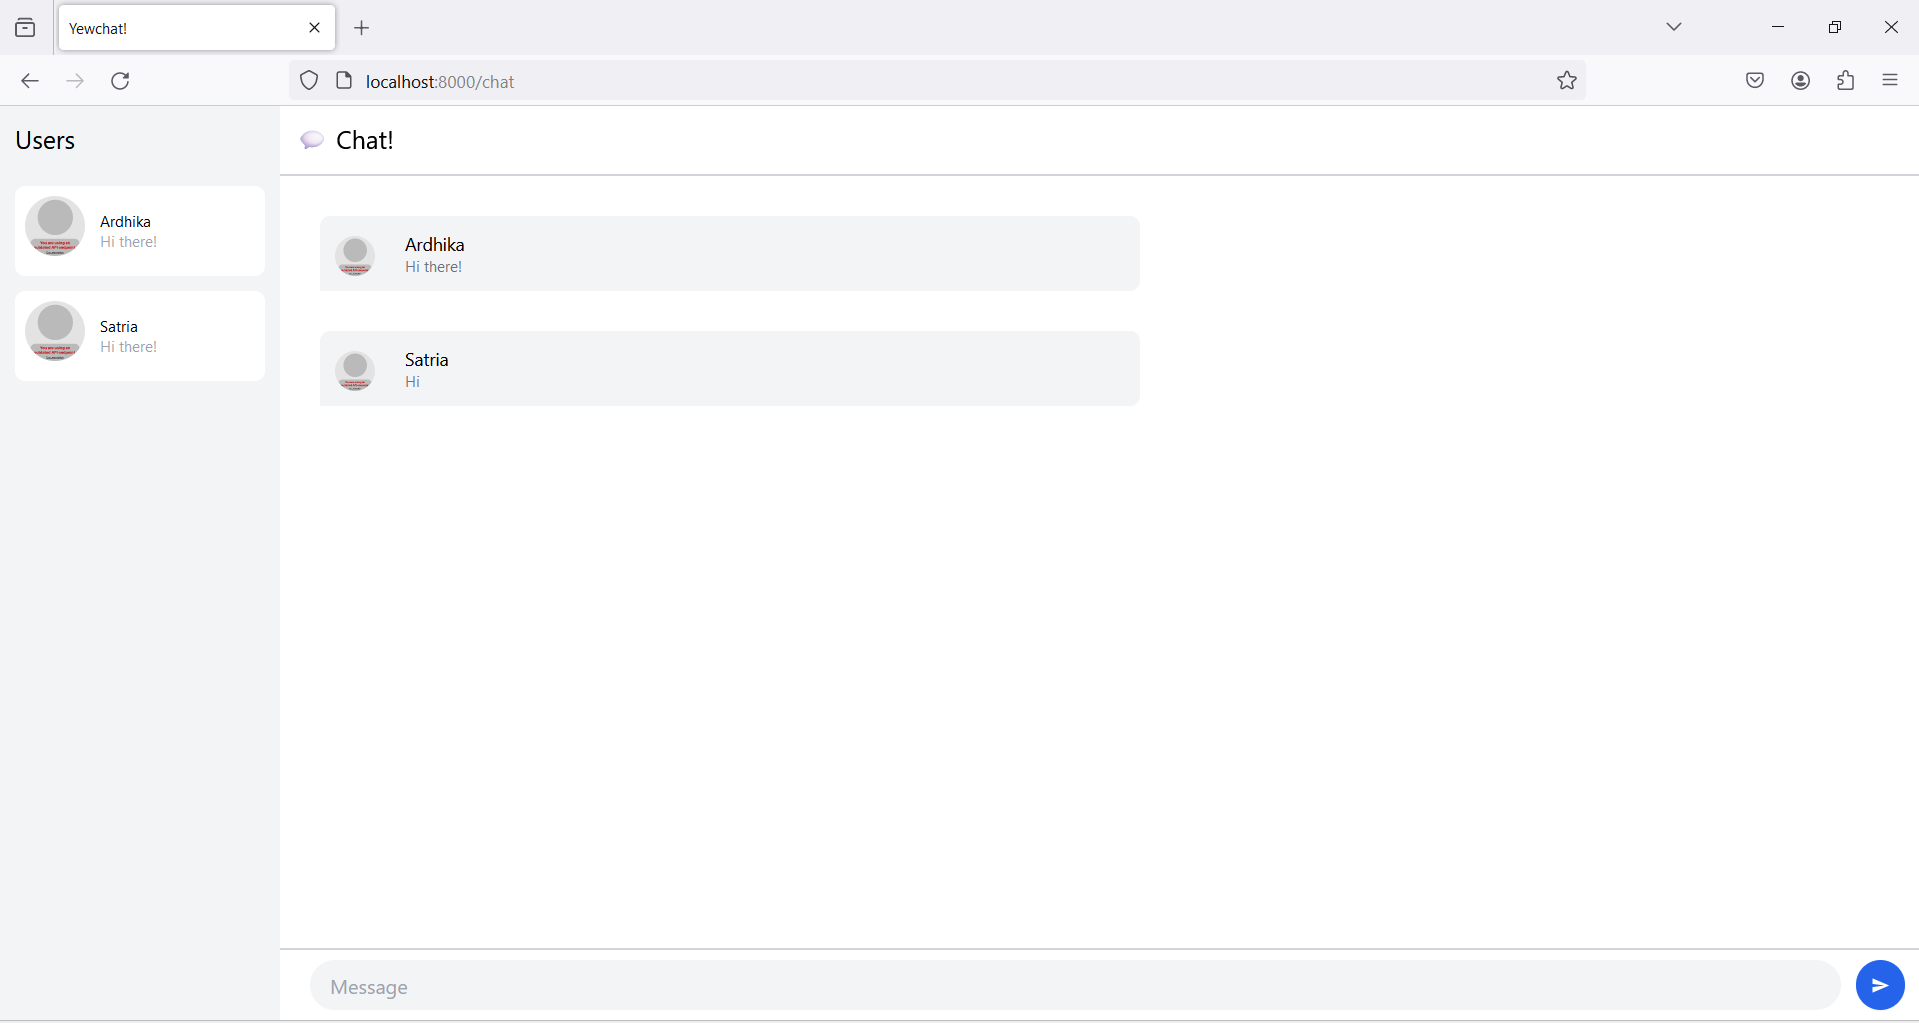 Yewchat!
localhost:8000/chat
Users
Ardhika
Hi there!
Satria
Hi there!
💬 Chat!
Ardhika
Hi there!
Satria
Hi
Message